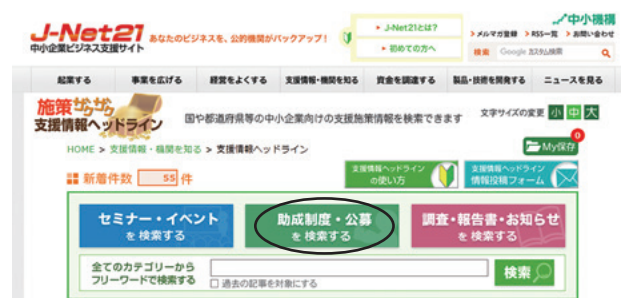 J-Net21
中小企業ビジネス支援サイト
あなたのビジネスを、公的機関がバックアップ!
J-Net21とは?
初めての方へ
中小機構
メルマガ登録 RSS一覧 お問い合わせ
検索 Google カスタム検索
起業する 事業を広げる 経営をよくする 支援情報・機関を知る 資金を調達する 製品・技術を開発する ニュースを見る
施策ザクザク
支援情報ヘッドライン
国や都道府県等の中小企業向けの支援施策情報を検索できます
文字サイズの変更 小 中 大
HOME > 支援情報・機関を知る > 支援情報ヘッドライン
My保存 0
新着件数 55 件
支援情報ヘッドラインの使い方
支援情報ヘッドライン
情報投稿フォーム
セミナー・イベント
を検索する
助成制度・公募
を検索する
調査・報告書・お知らせ
を検索する
全てのカテゴリーから
フリーワードで検索する
過去の記事を対象にする
検索